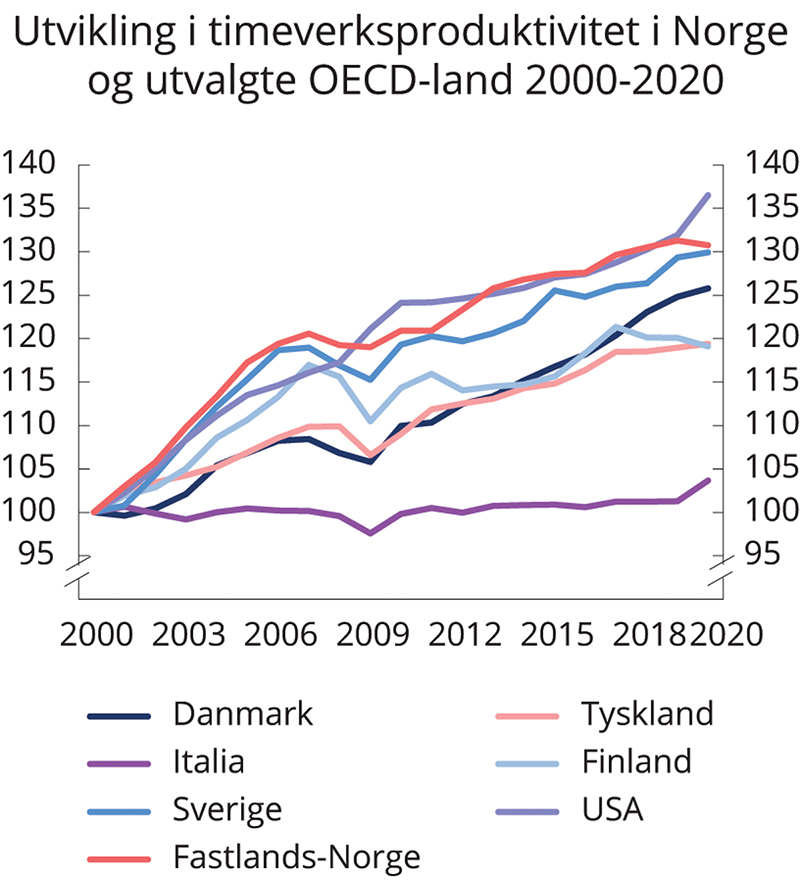 Utvikling i timeverksproduktivitet i Norge
og utvalgte OECD-land 2000-2020
140 140
135 135
130 130
125 125
120 120
115 115
110 110
105 105
100 100
95 95
2000 2003 2006 2009 2012 2015 2018 2020
Danmark Tyskland
Italia Finland
Sverige USA
Fastlands-Norge